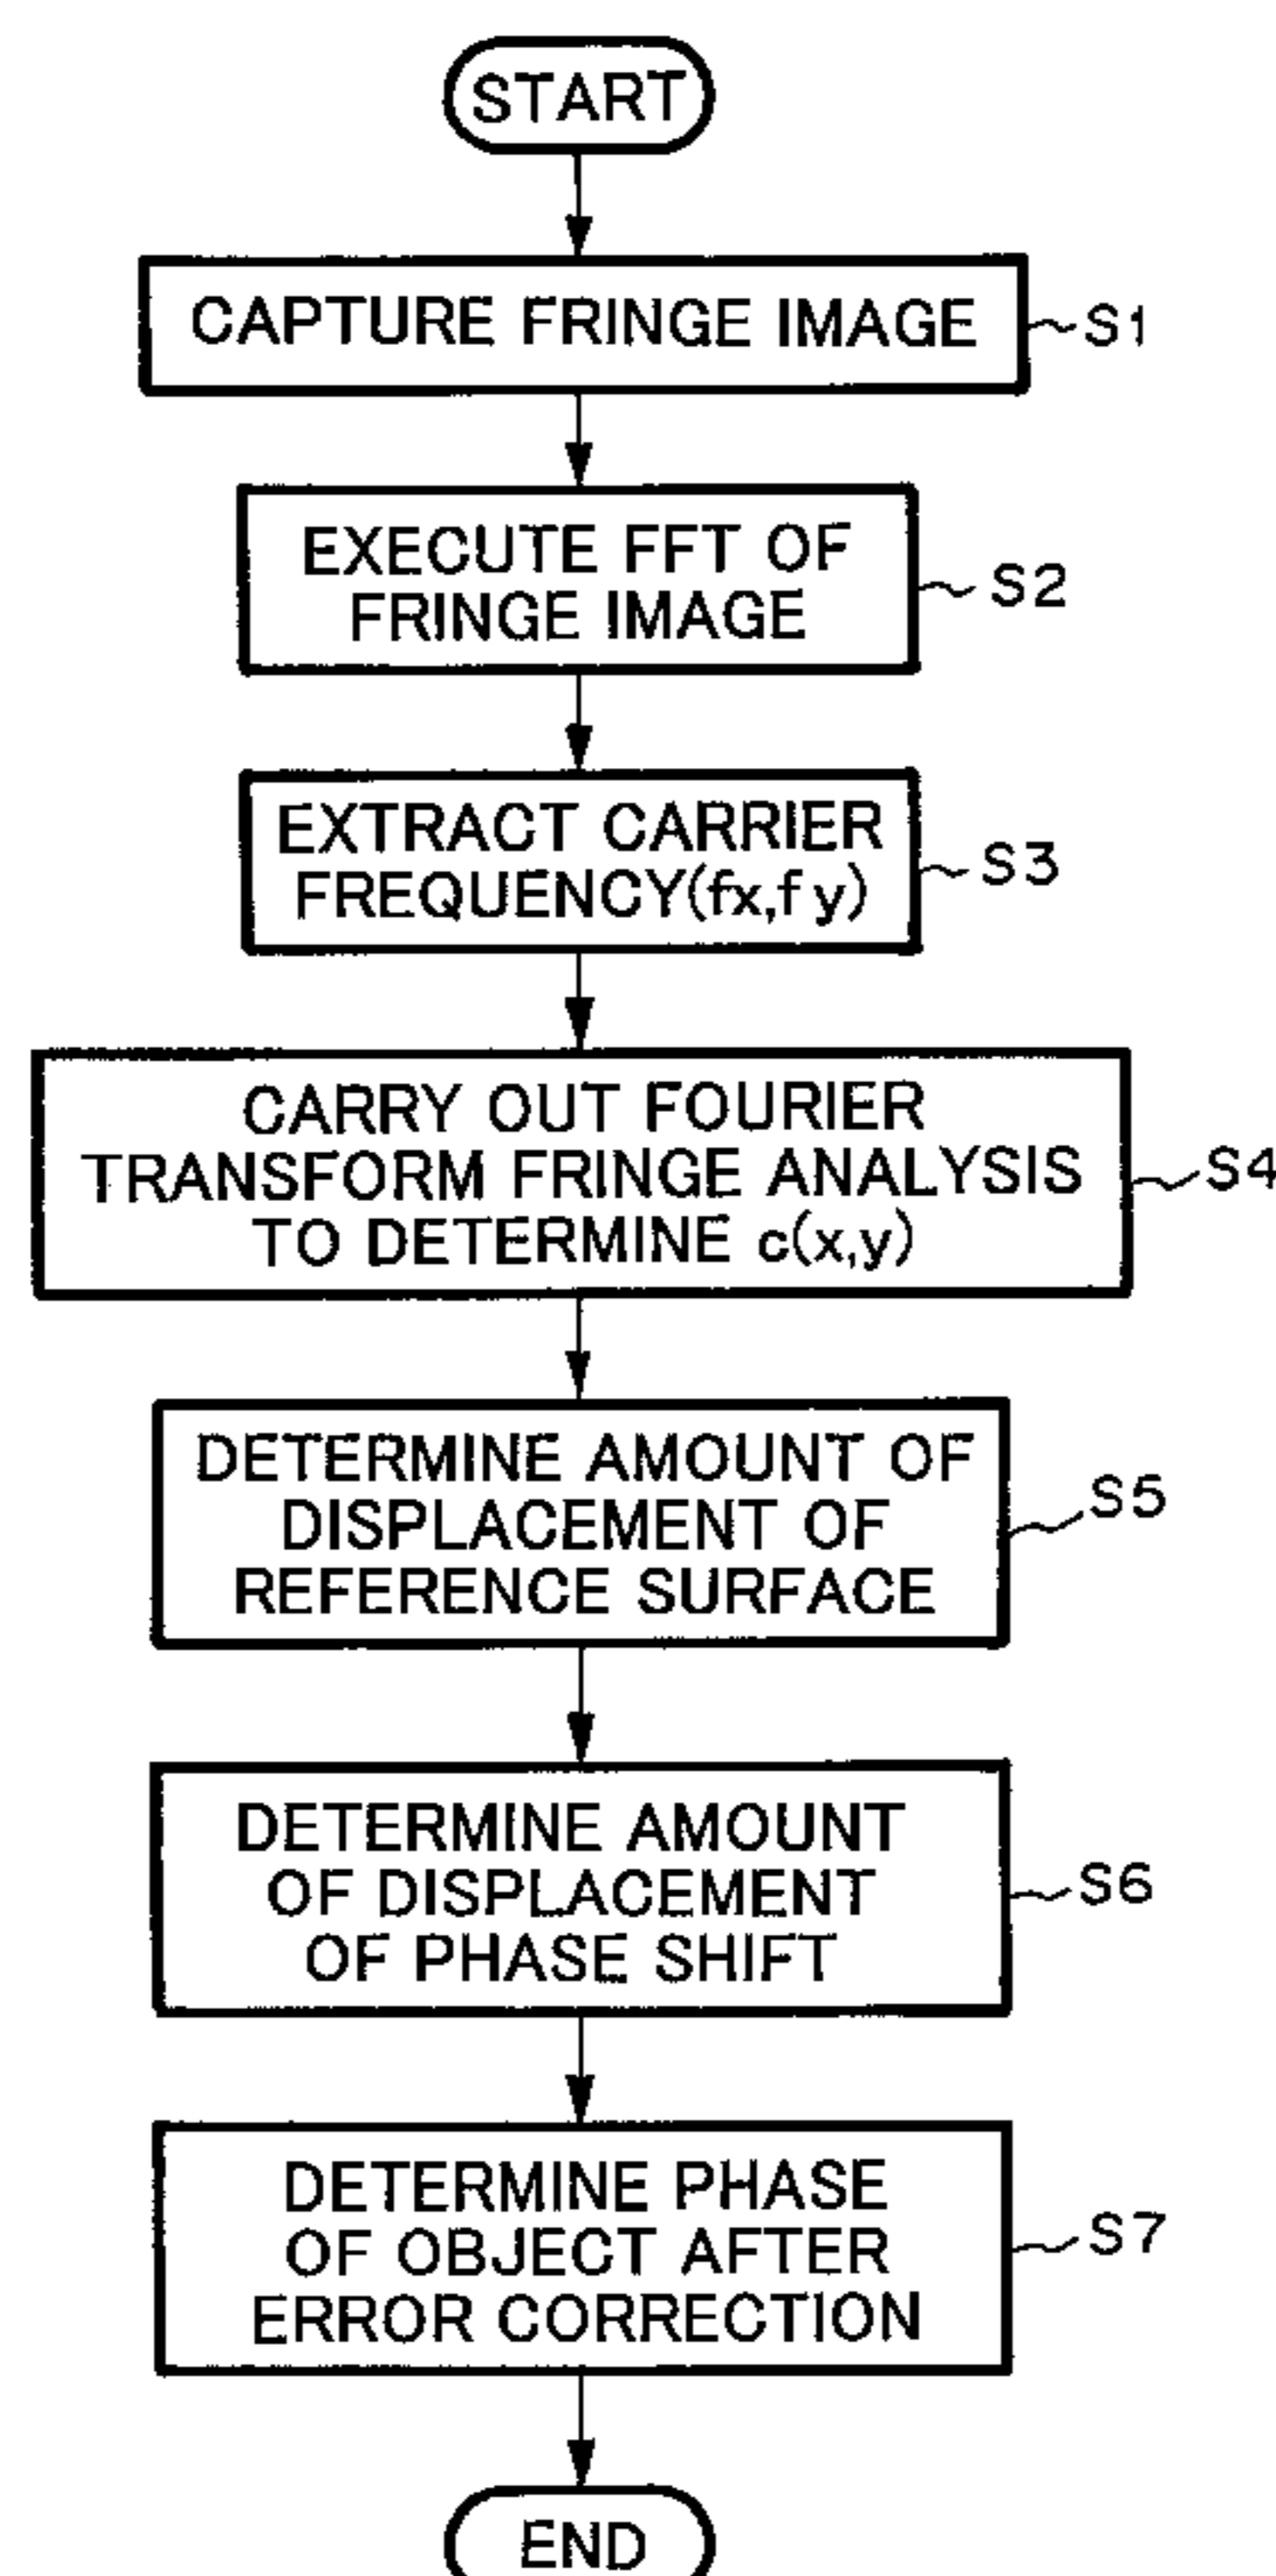 START
CAPTURE FRINGE IMAGE
S1
EXECUTE FFT OF
FRINGE IMAGE
S2
EXTRACT CARRIER
FREQUENCY(fx,fy)
S3
CARRY OUT FOURIER
TRANSFORM FRINGE ANALYSIS
TO DETERMINE c(x,y)
S4
DETERMINE AMOUNT OF
DISPLACEMENT OF
REFERENCE SURFACE
S5
DETERMINE AMOUNT
OF DISPLACEMENT
OF PHASE SHIFT
S6
DETERMINE PHASE
OF OBJECT AFTER
ERROR CORRECTION
S7
END